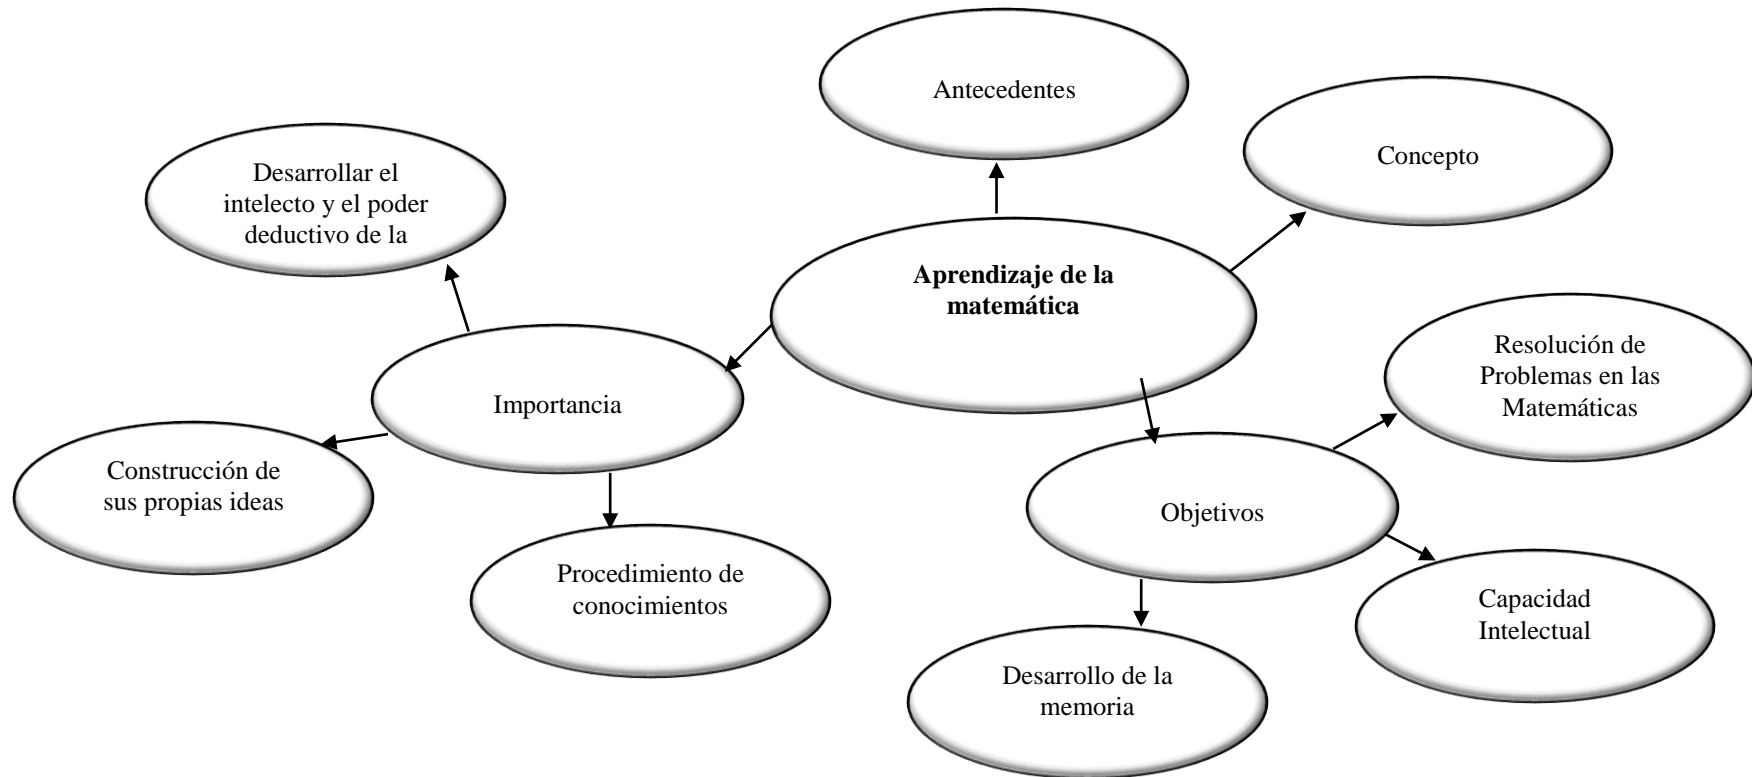 Antecedentes
Concepto
Desarrollar el
intelecto y el poder
deductivo de la
Aprendizaje de la
matemática
Resolución de
Problemas en las
Matemáticas
Importancia
Construcción de
sus propias ideas
Objetivos
Procedimiento de
conocimientos
Capacidad
Intelectual
Desarrollo de la
memoria